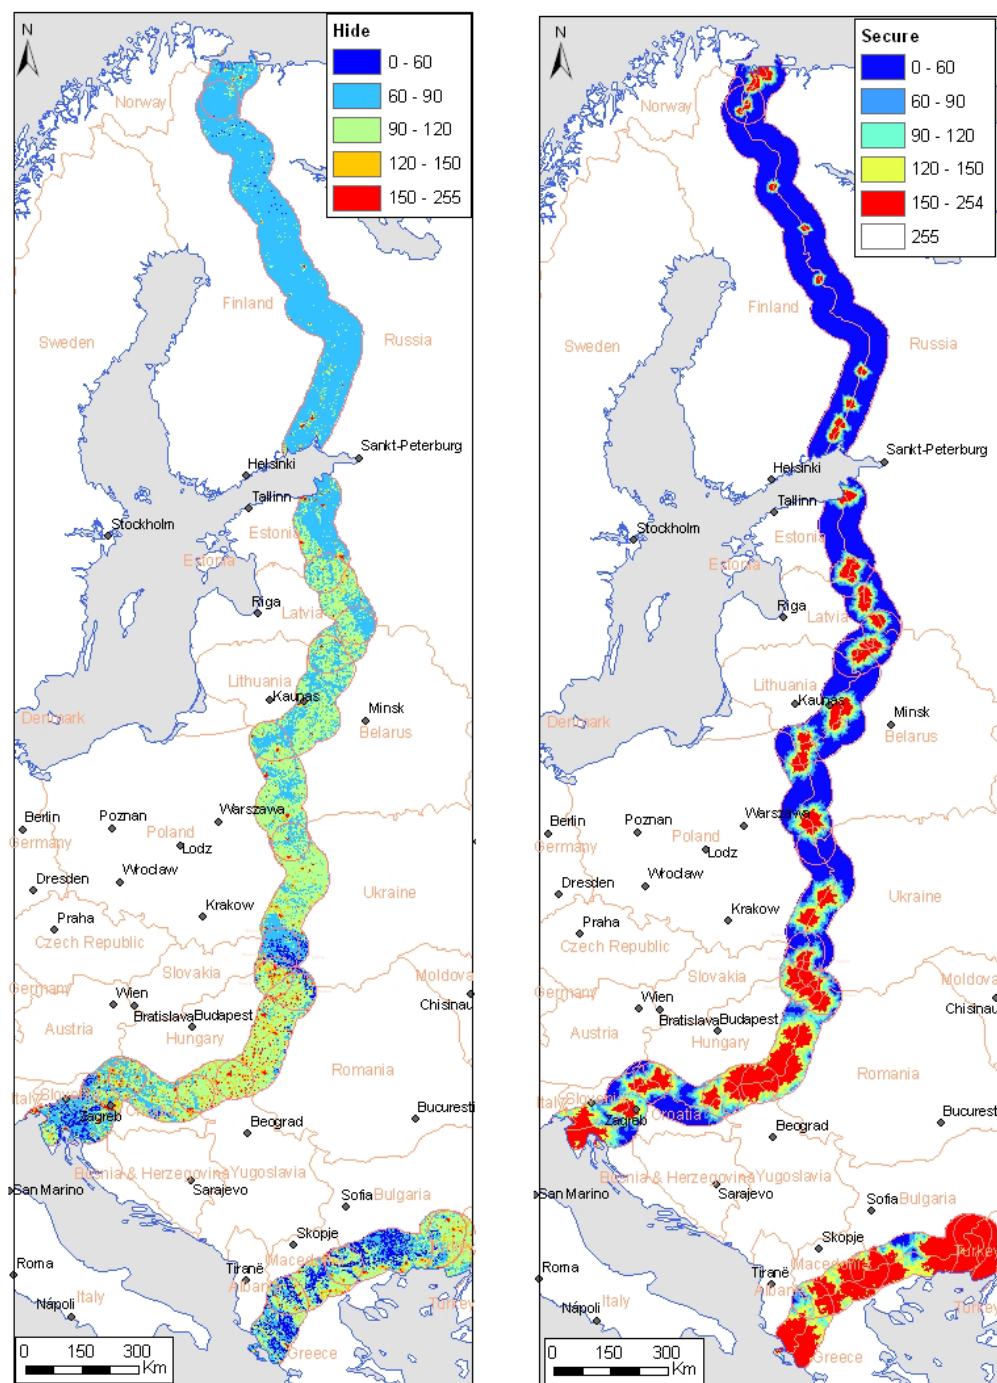 N
Hide
0 - 60
60 - 90
90 - 120
120 - 150
150 - 255
Norway
Finland
Sweden
Russia
Sankt-Peterburg
Helsinki
Tallinn
Stockholm
Estonia
Estonia
Riga
Latvia
Lithuania
Kaunas
Minsk
Denmark
Belarus
Berlin
Poznan
Warszawa
Germany
Poland
Lodz
Dresden
Wroclaw
Ukraine
Praha
Krakow
Czech Republic
Slovakia
Germany
Moldova
Wien
Chisinau
Bratislava
Budapest
Austria
Hungary
Romania
Italy
Zagreb
Bucuresti
Beograd
Bosnia & Herzegovina
Yugoslavia
San Marino
Sarajevo
Sofia
Bulgaria
Skopje
Roma
Tiranë
Italy
Nápoli
Greece
0 150 300
Km
N
Secure
0 - 60
60 - 90
90 - 120
120 - 150
150 - 254
255
Norway
Finland
Sweden
Russia
Sankt-Peterburg
Helsinki
Tallinn
Stockholm
Estonia
Estonia
Riga
Latvia
Lithuania
Kaunas
Minsk
Denmark
Belarus
Berlin
Poznan
Warszawa
Germany
Poland
Lodz
Dresden
Wroclaw
Ukraine
Praha
Krakow
Czech Republic
Slovakia
Germany
Moldova
Wien
Chisinau
Bratislava
Budapest
Austria
Hungary
Romania
Italy
Zagreb
Croatia
Bucuresti
Beograd
Bosnia & Herzegovina
Yugoslavia
San Marino
Sarajevo
Sofia
Bulgaria
Skopje
Macedonia
Turkey
Roma
Tiranë
Italy
Nápoli
Greece
0 150 300
Km